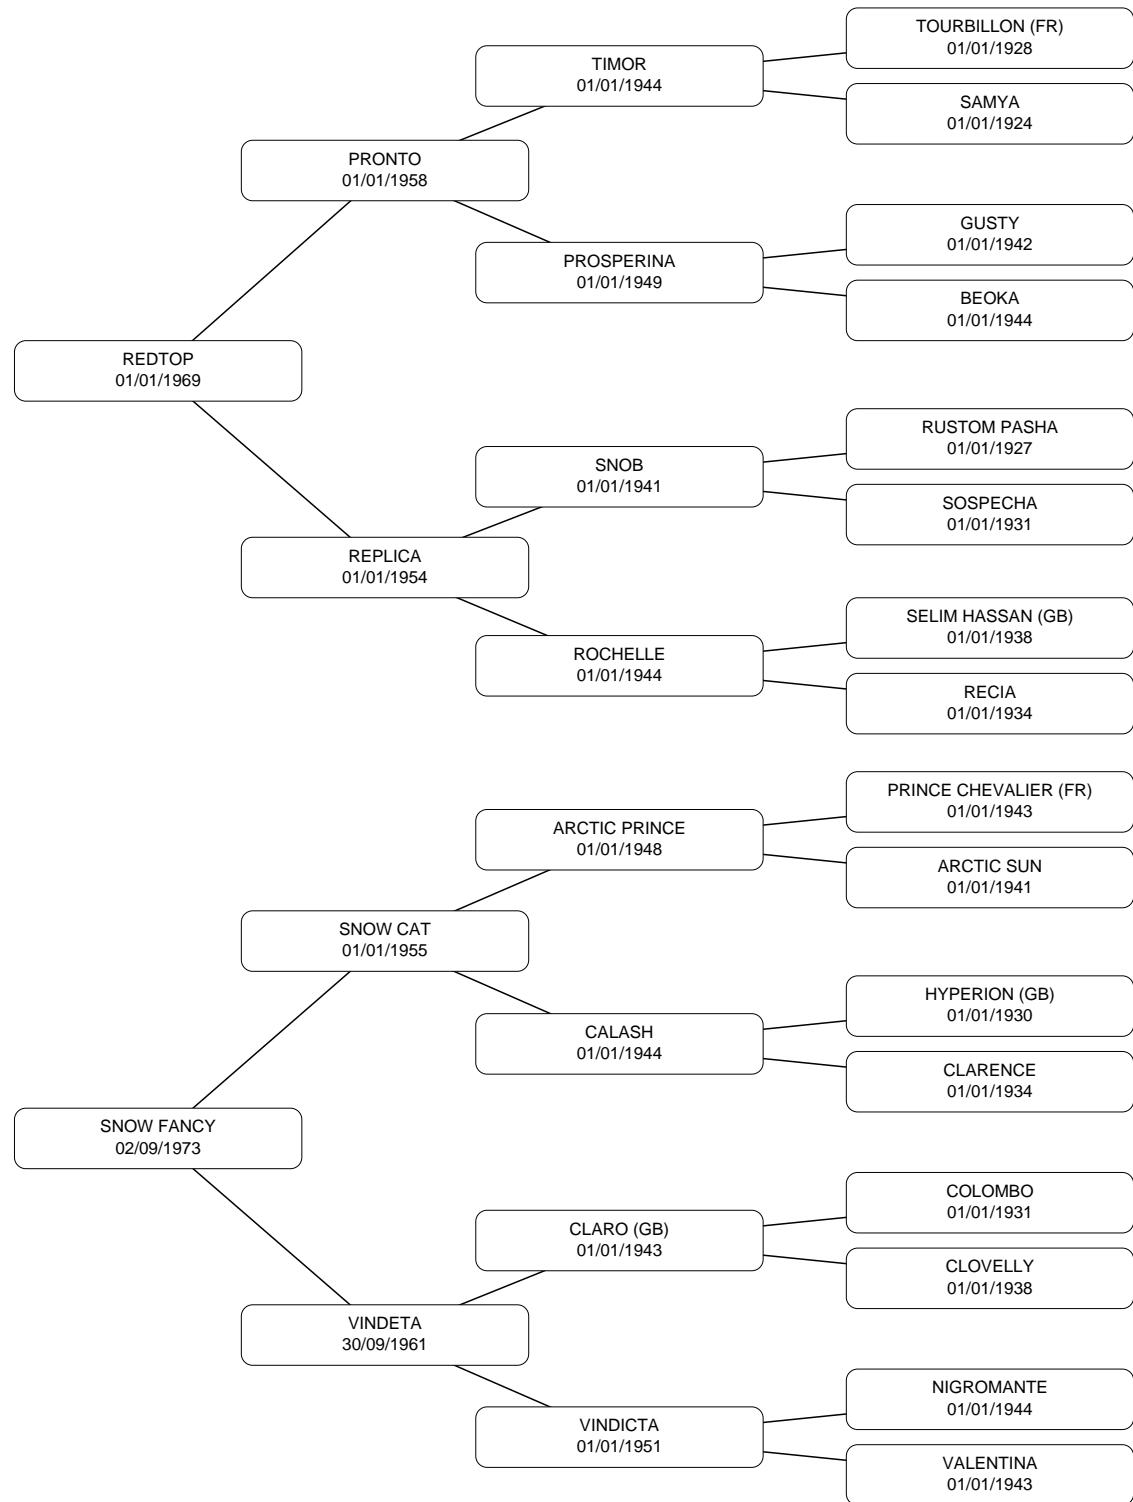 TOURBILLON (FR)
01/01/1928
TIMOR
01/01/1944
SAMYA
01/01/1924
PRONTO
01/01/1958
GUSTY
01/01/1942
PROSPERINA
01/01/1949
BEOKA
01/01/1944
REDTOP
01/01/1969
RUSTOM PASHA
01/01/1927
SNOB
01/01/1941
SOSPECHA
01/01/1931
REPLICA
01/01/1954
SELIM HASSAN (GB)
01/01/1938
ROCHELLE
01/01/1944
RECIA
01/01/1934
PRINCE CHEVALIER (FR)
01/01/1943
ARCTIC PRINCE
01/01/1948
ARCTIC SUN
01/01/1941
SNOW CAT
01/01/1955
HYPERION (GB)
01/01/1930
CALASH
01/01/1944
CLARENCE
01/01/1934
SNOW FANCY
02/09/1973
COLOMBO
01/01/1931
CLARO (GB)
01/01/1943
CLOVELLY
01/01/1938
VINDETA
30/09/1961
NIGROMANTE
01/01/1944
VINDICTA
01/01/1951
VALENTINA
01/01/1943